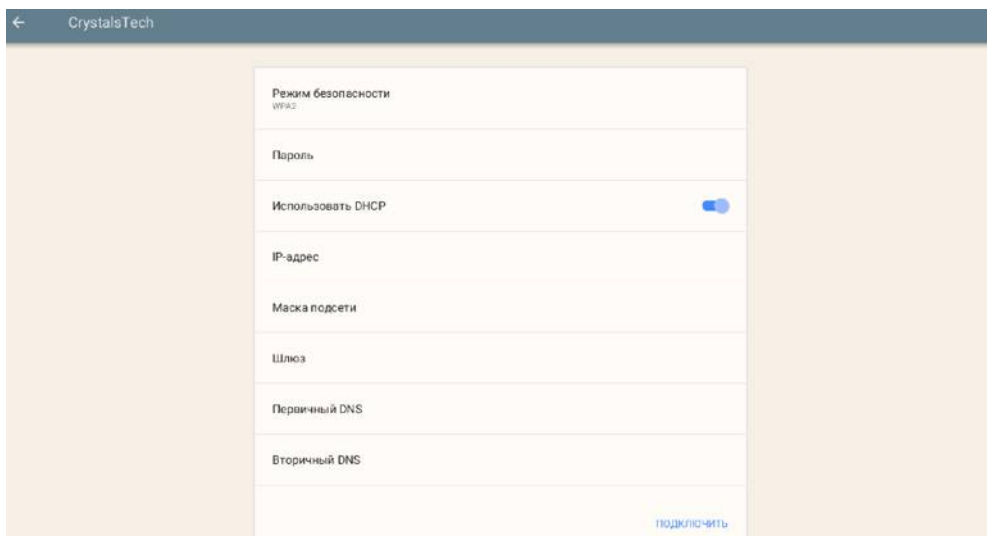 CrystalsTech
Режим безопасности
WPA2
Пароль
Использовать DHCP
IP-адрес
Маска подсети
Шлюз
Первичный DNS
Вторичный DNS
ПОДКЛЮЧИТЬ